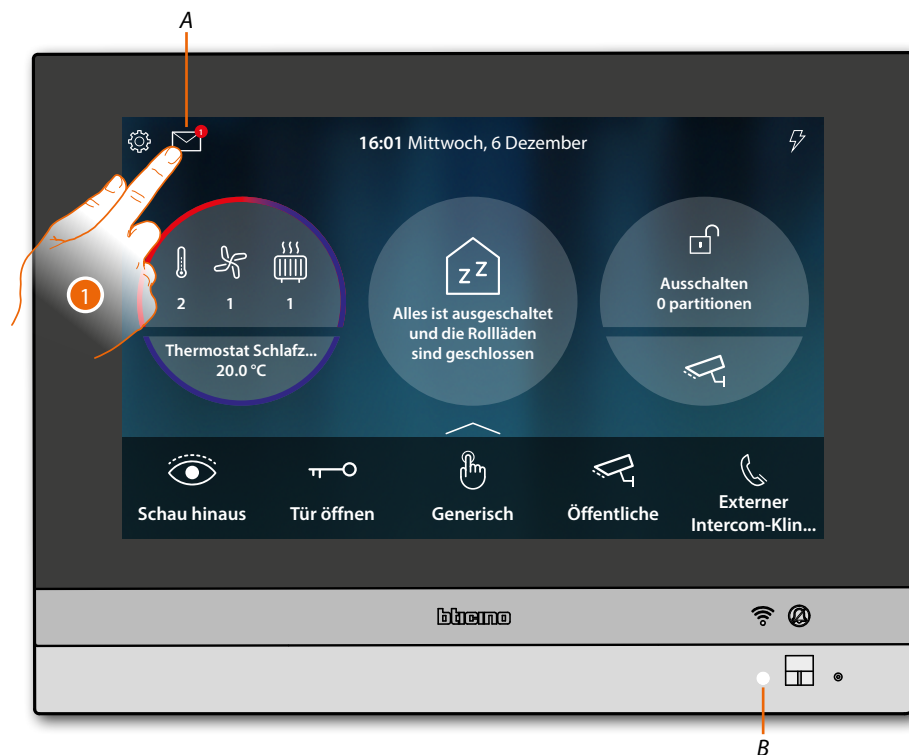 A
1
16:01 Mittwoch, 6 Dezember
1
2
1
1
Thermostat Schlafz...
20.0 °C
zZ
Alles ist ausgeschaltet
und die Rollläden
sind geschlossen
Ausschalten
0 partitionen
Schau hinaus
Tür öffnen
Generisch
Öffentliche
Externer
Intercom-Klin...
bticino
B